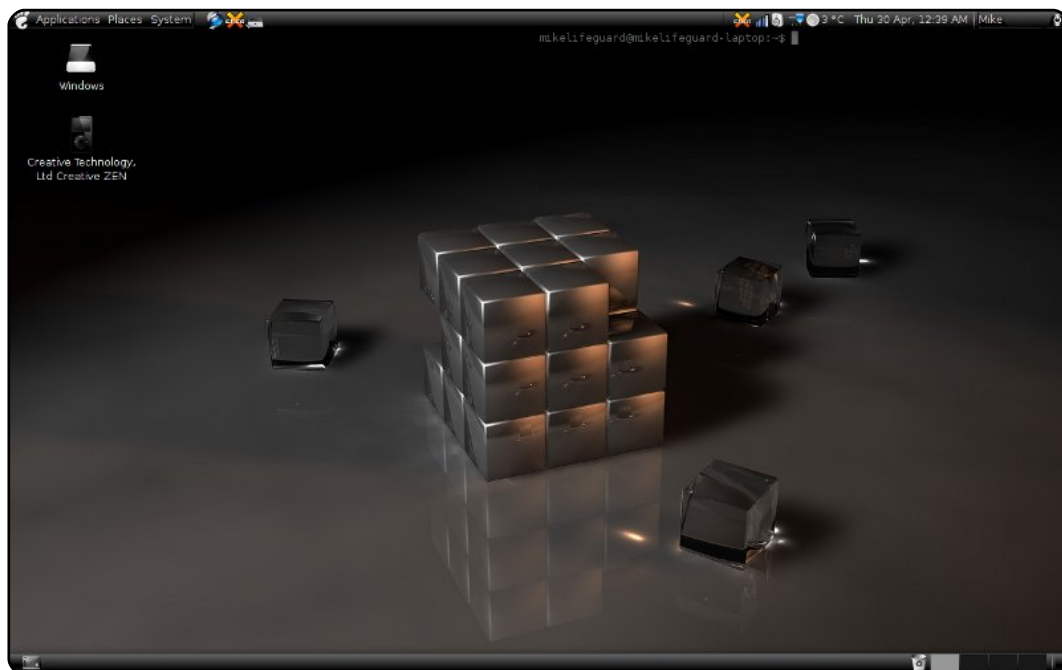 Applications Places System
3 °C Thu 30 Apr, 12:39 AM Mike
mikelifeguard@mikelifeguard-laptop:~$
Windows
Creative Technology,
Ltd Creative ZEN